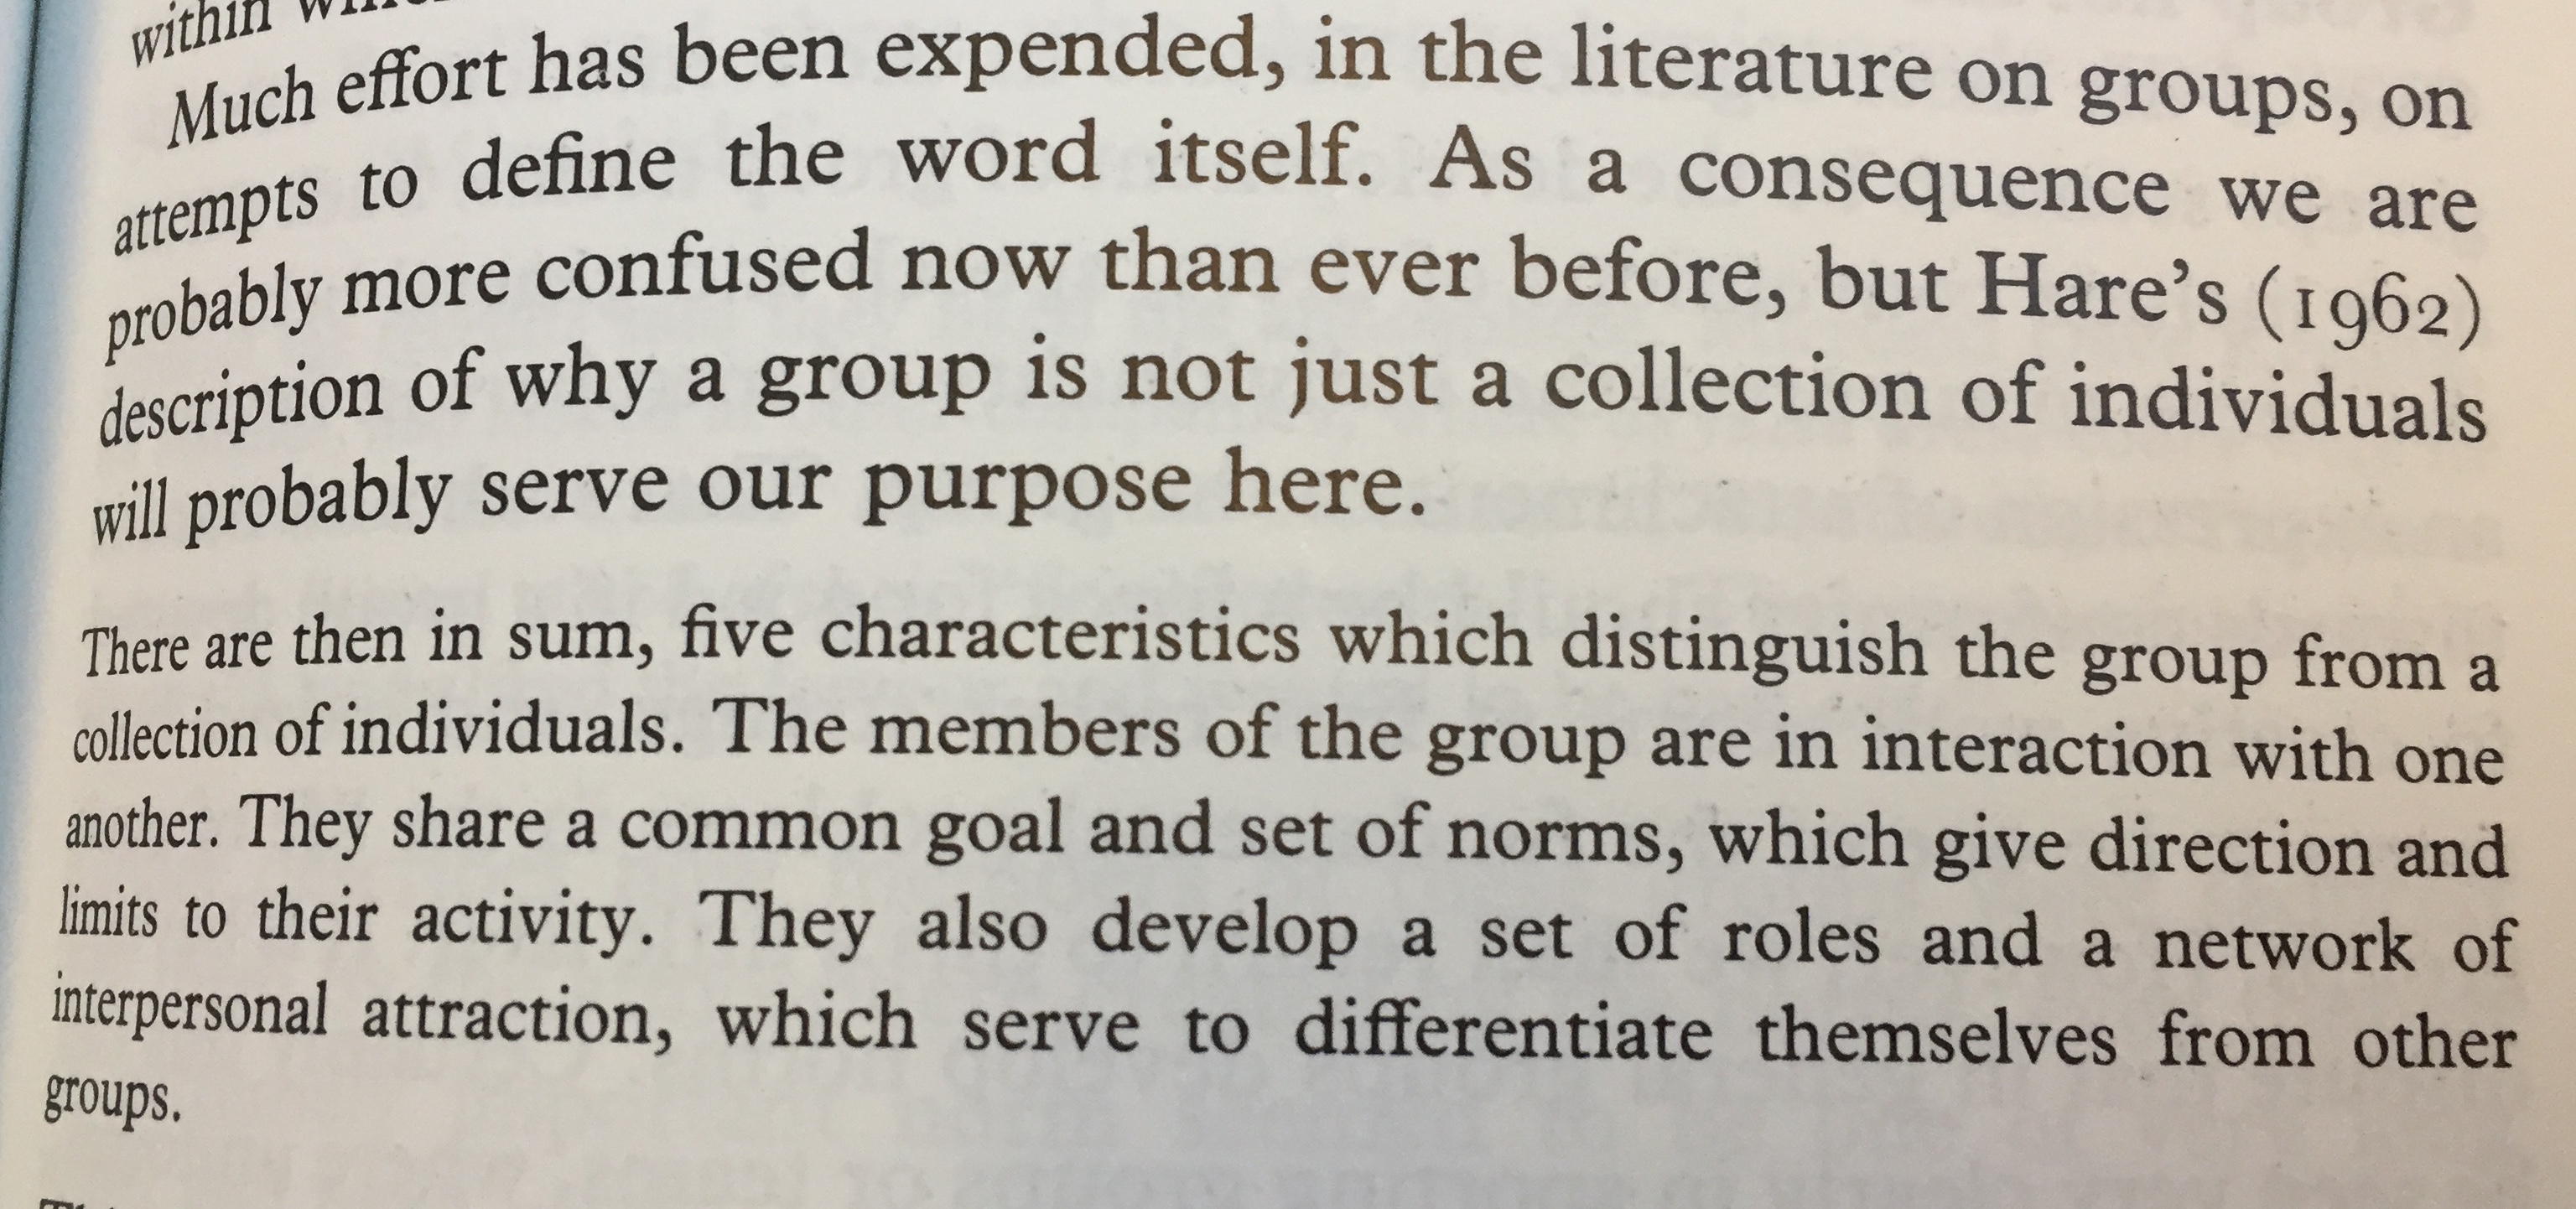 within
Much effort has been expended, in the literature on groups, on
attempts to define the word itself. As a consequence we are
probably more confused now than ever before, but Hare's (1962)
description of why a group is not just a collection of individuals
will probably serve our purpose here.
There are then in sum, five characteristics which distinguish the group from a
collection of individuals. The members of the group are in interaction with one
another. They share a common goal and set of norms, which give direction and
limits to their activity. They also develop a set of roles and a network of
interpersonal attraction, which serve to differentiate themselves from other
groups.